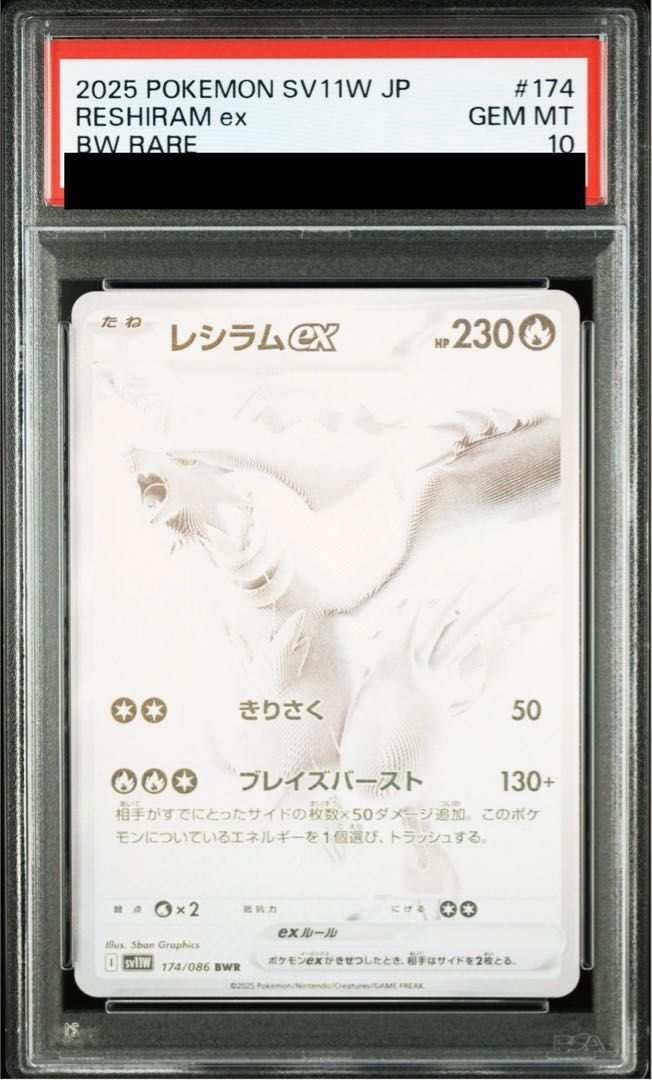 2025 POKEMON SV11W JP #174
RESHIRAM ex GEM MT
BW RARE 10
たね レシラムex HP 230
きりさく 50
ブレイズバースト 130+
相手がすでにとったサイドの枚数×50ダメージ追加。このポケ
モンについているエネルギーを1個選び、トラッシュする。
弱点 ×2 抵抗力 にげる
exルール
ポケモンexがきぜつしたとき、相手はサイドを2枚とる。
Illus. 5ban Graphics
I sv11W 174/086 BWR
©2025 Pokémon/Nintendo/Creatures/GAME FREAK.
PSA